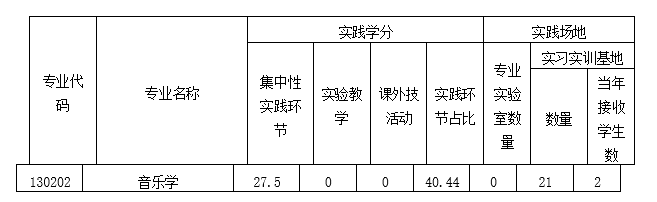 实践学分 实践场地
专业代码 专业名称 集中性实践环节 实验教学 课外技活动 实践环节占比 专业实验室数量 实习实训基地
数量 当年接收学生数
130202 音乐学 27.5 0 0 40.44 0 21 2